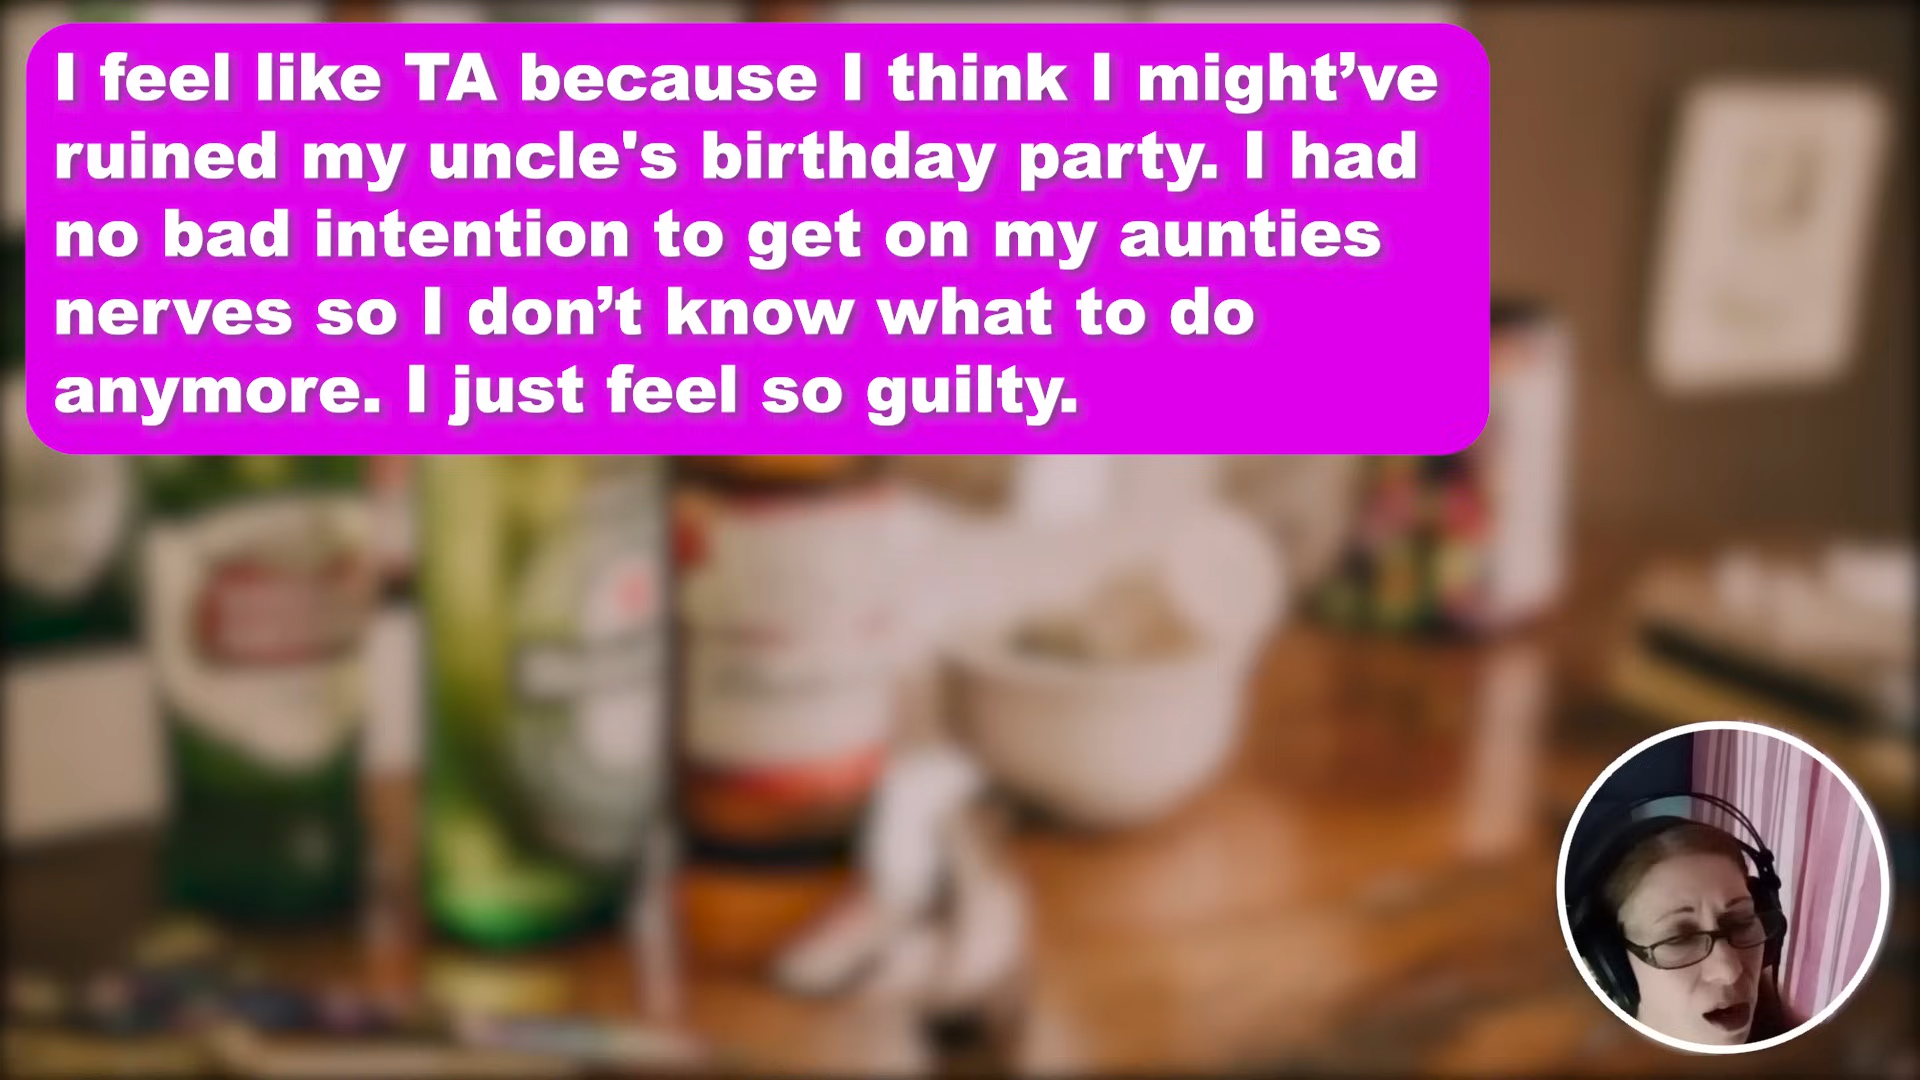 I feel like TA because I think I might’ve
ruined my uncle's birthday party. I had
no bad intention to get on my aunties
nerves so I don’t know what to do
anymore. I just feel so guilty.